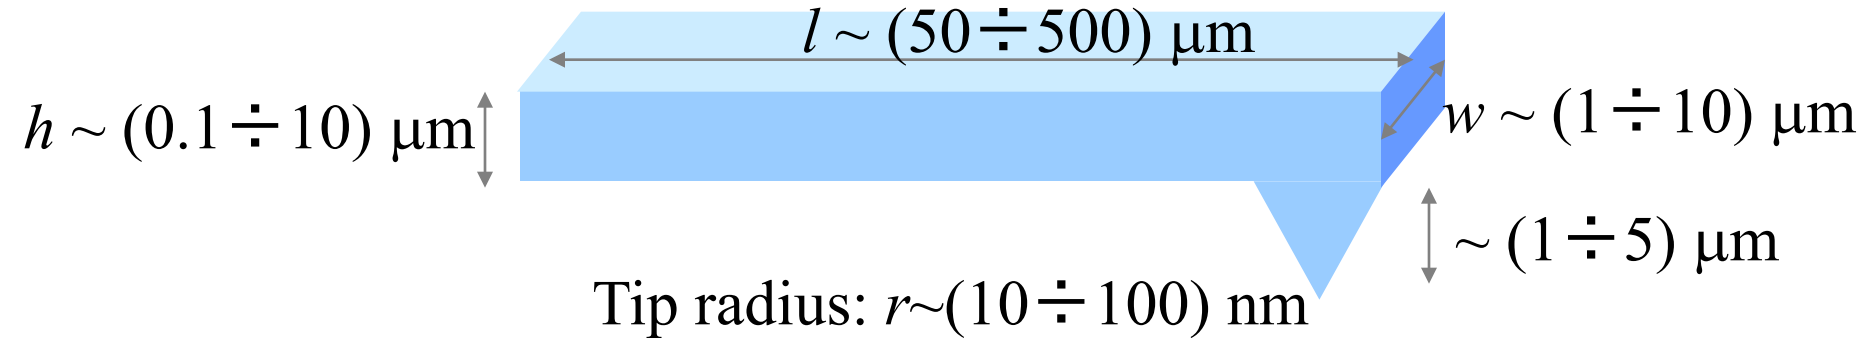 l ~ (50÷500) μm
h ~ (0.1÷10) μm
w ~ (1÷10) μm
~ (1÷5) μm
Tip radius: r~(10÷100) nm